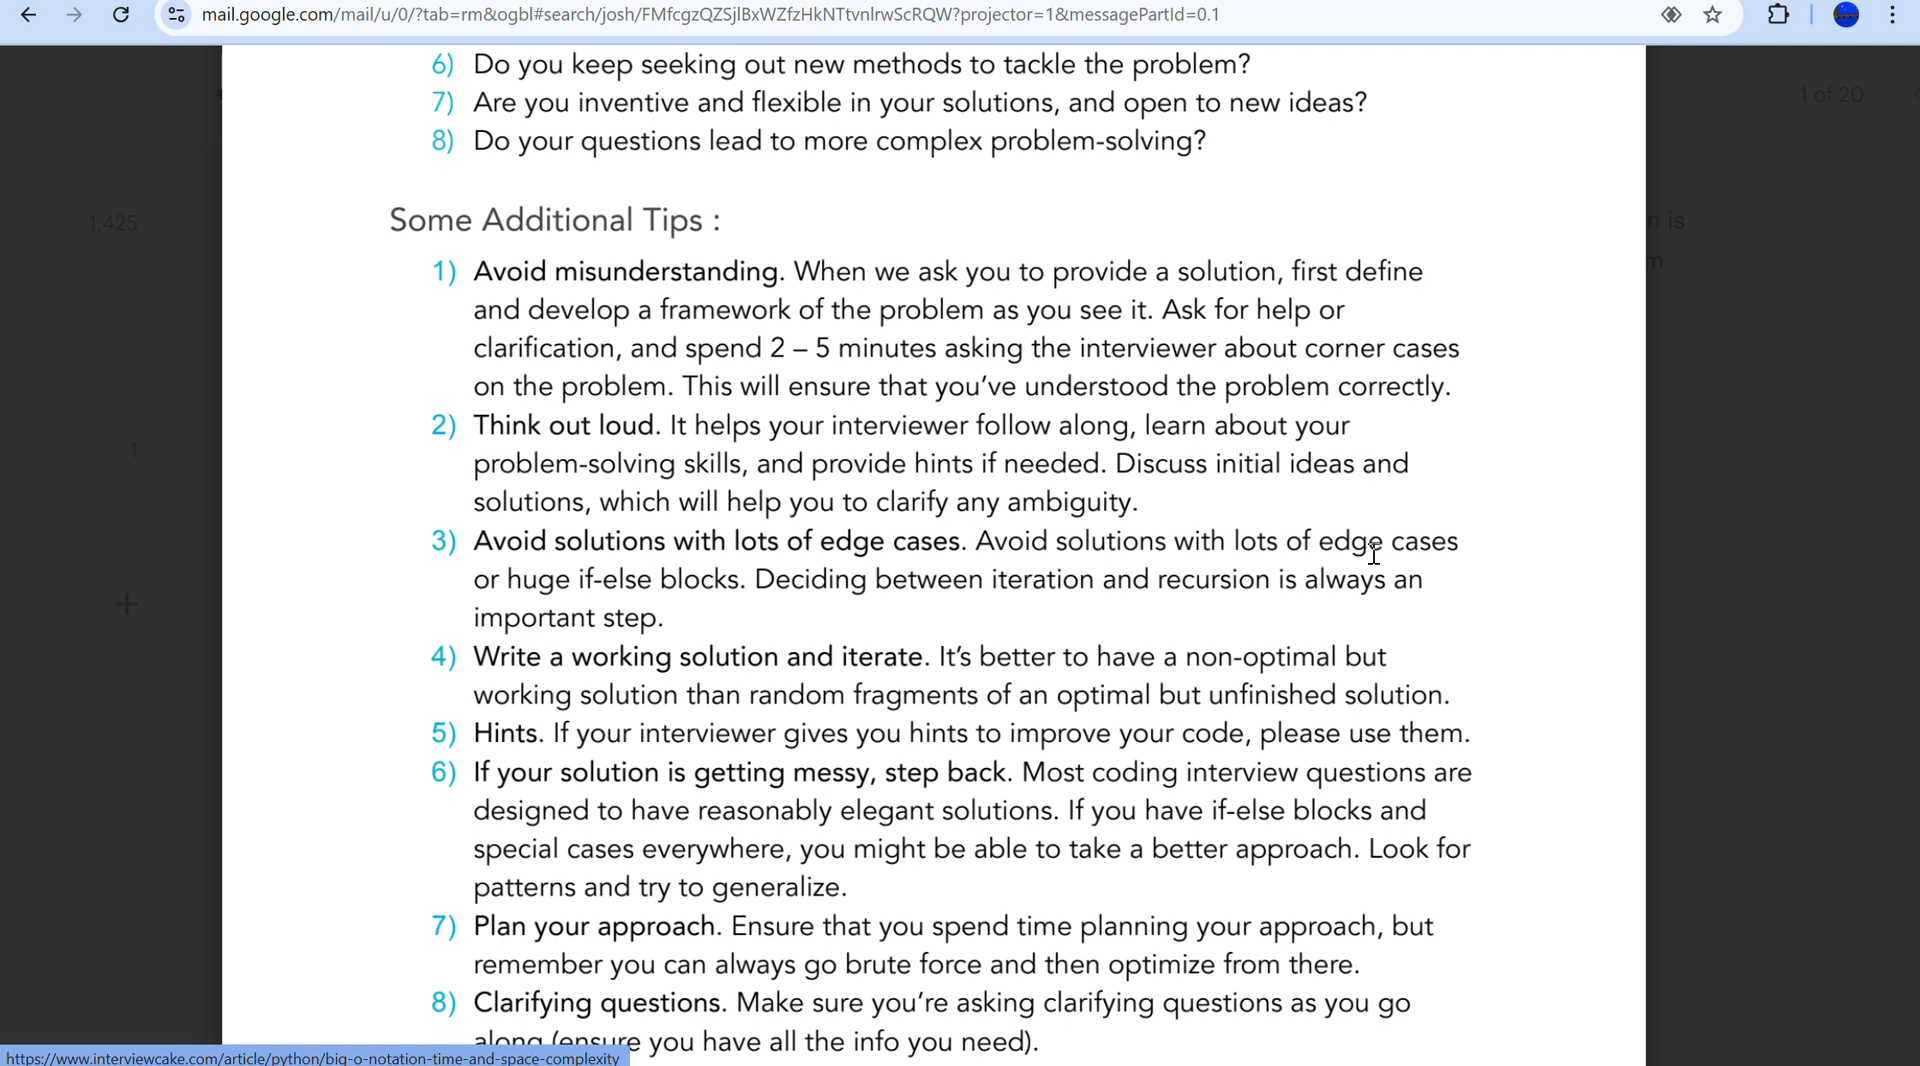 mail.google.com/mail/u/0/?tab=rm&ogbl#search/josh/FMfcgzQZSjlBxWZfzHkNTtvnlrwScRQW?projector=1&messagePartId=0.1
6) Do you keep seeking out new methods to tackle the problem?
7) Are you inventive and flexible in your solutions, and open to new ideas?
1 of 20
8) Do your questions lead to more complex problem-solving?
1,425
Some Additional Tips :
n is
m
1) Avoid misunderstanding. When we ask you to provide a solution, first define
and develop a framework of the problem as you see it. Ask for help or
clarification, and spend 2 – 5 minutes asking the interviewer about corner cases
on the problem. This will ensure that you’ve understood the problem correctly.
2) Think out loud. It helps your interviewer follow along, learn about your
1
problem-solving skills, and provide hints if needed. Discuss initial ideas and
solutions, which will help you to clarify any ambiguity.
3) Avoid solutions with lots of edge cases. Avoid solutions with lots of edge cases
or huge if-else blocks. Deciding between iteration and recursion is always an
important step.
4) Write a working solution and iterate. It’s better to have a non-optimal but
working solution than random fragments of an optimal but unfinished solution.
5) Hints. If your interviewer gives you hints to improve your code, please use them.
6) If your solution is getting messy, step back. Most coding interview questions are
designed to have reasonably elegant solutions. If you have if-else blocks and
special cases everywhere, you might be able to take a better approach. Look for
patterns and try to generalize.
7) Plan your approach. Ensure that you spend time planning your approach, but
remember you can always go brute force and then optimize from there.
8) Clarifying questions. Make sure you’re asking clarifying questions as you go
along (ensure you have all the info you need).
https://www.interviewcake.com/article/python/big-o-notation-time-and-space-complexity